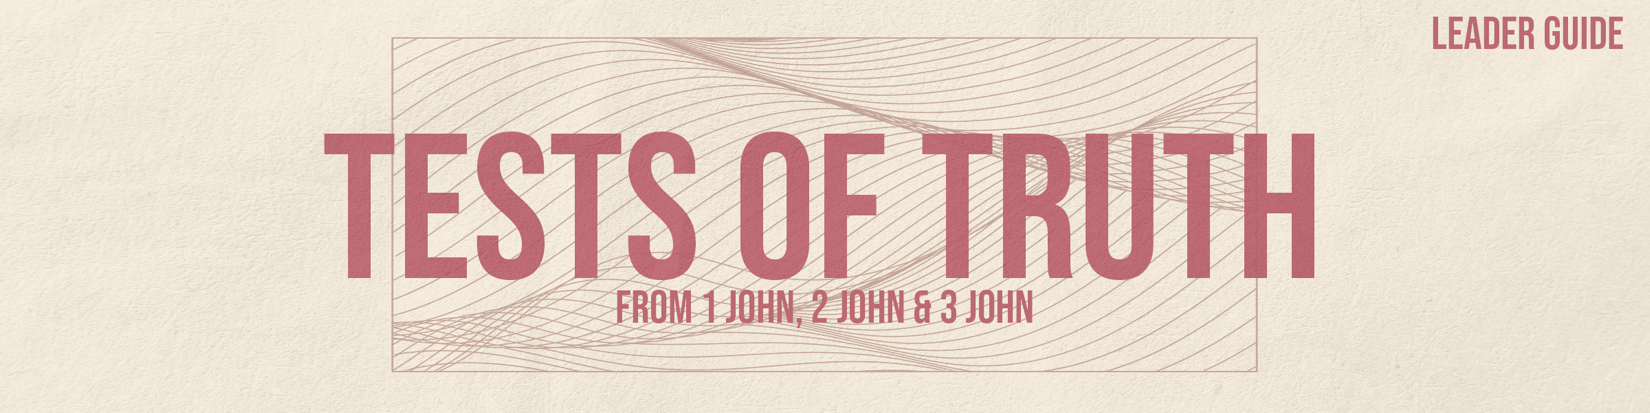 LEADER GUIDE
TESTS OF TRUTH
FROM 1 JOHN, 2 JOHN & 3 JOHN